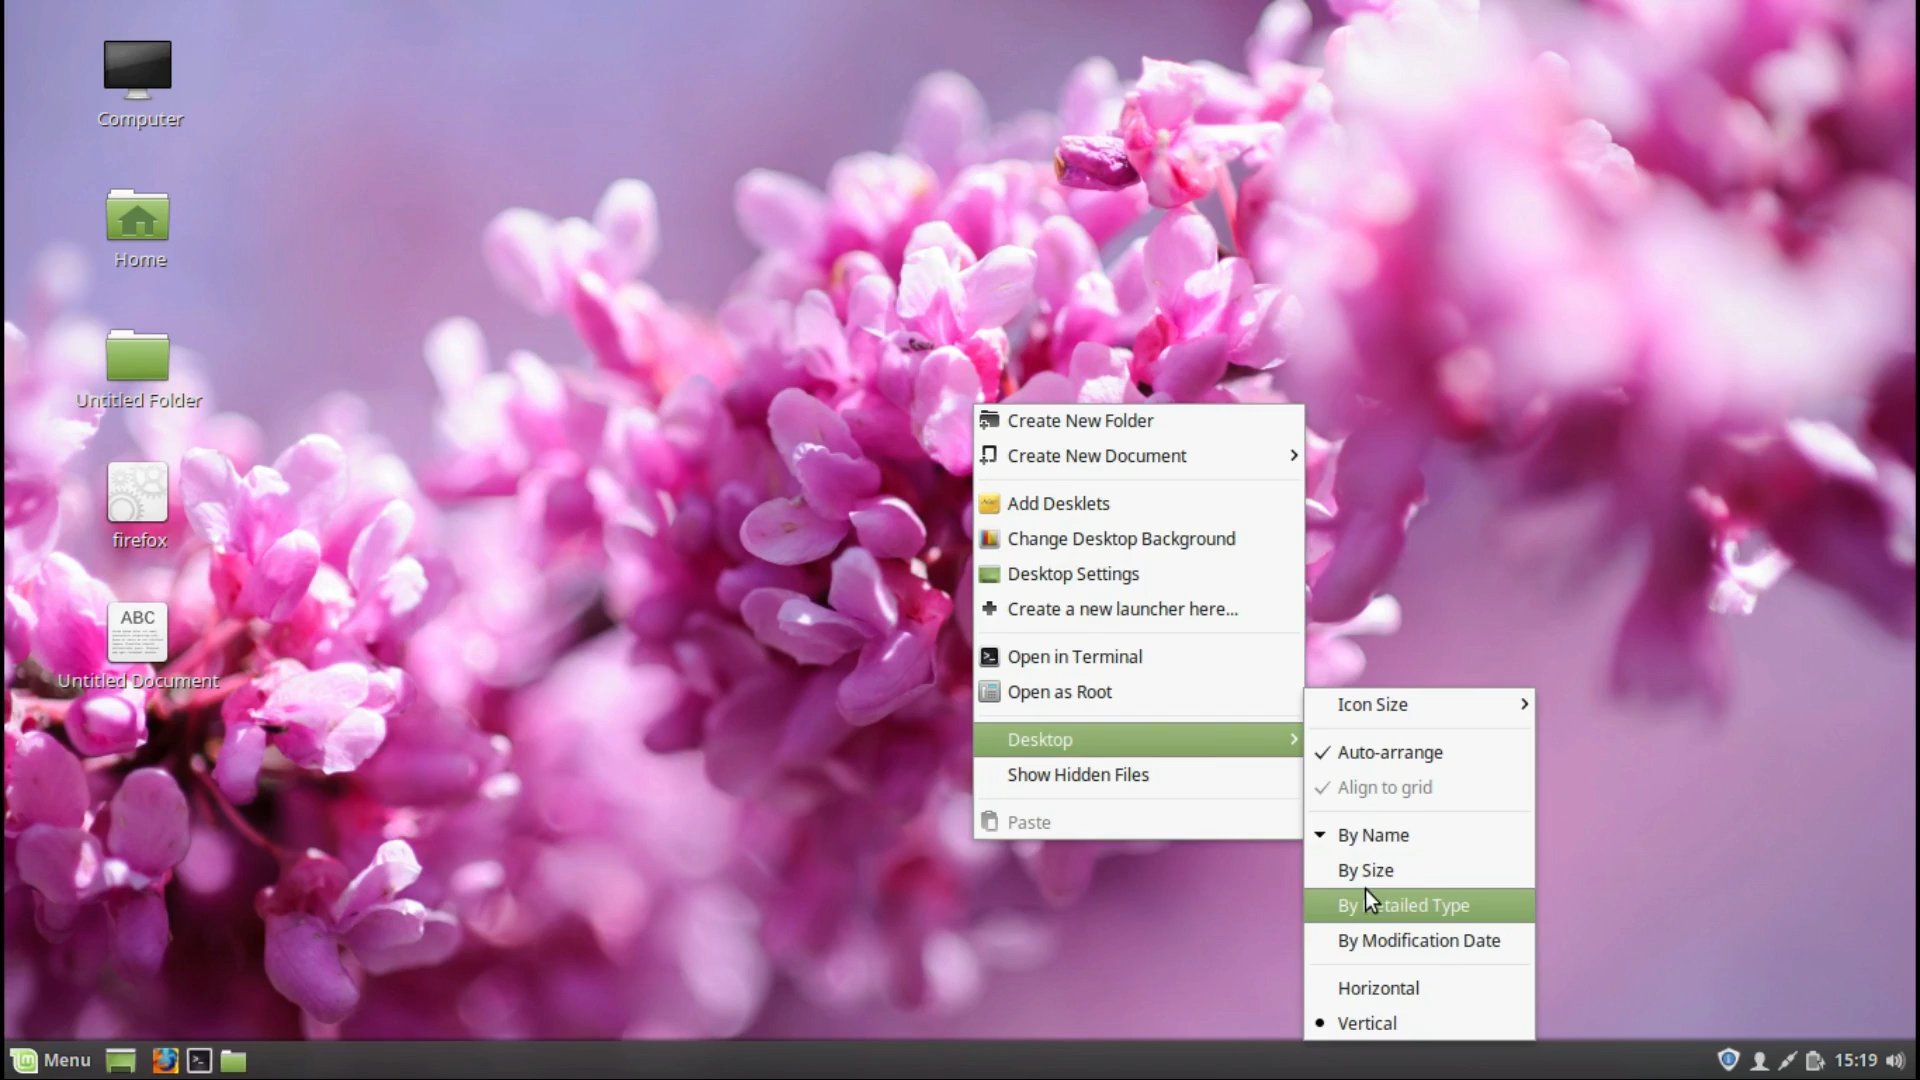 Computer
Home
Untitled Folder
firefox
ABC
Untitled Document
Create New Folder
Create New Document
Add Desklets
Change Desktop Background
Desktop Settings
Create a new launcher here...
Open in Terminal
Open as Root
Desktop
Show Hidden Files
Paste
Icon Size
Auto-arrange
Align to grid
By Name
By Size
By Detailed Type
By Modification Date
Horizontal
Vertical
Menu
15:19